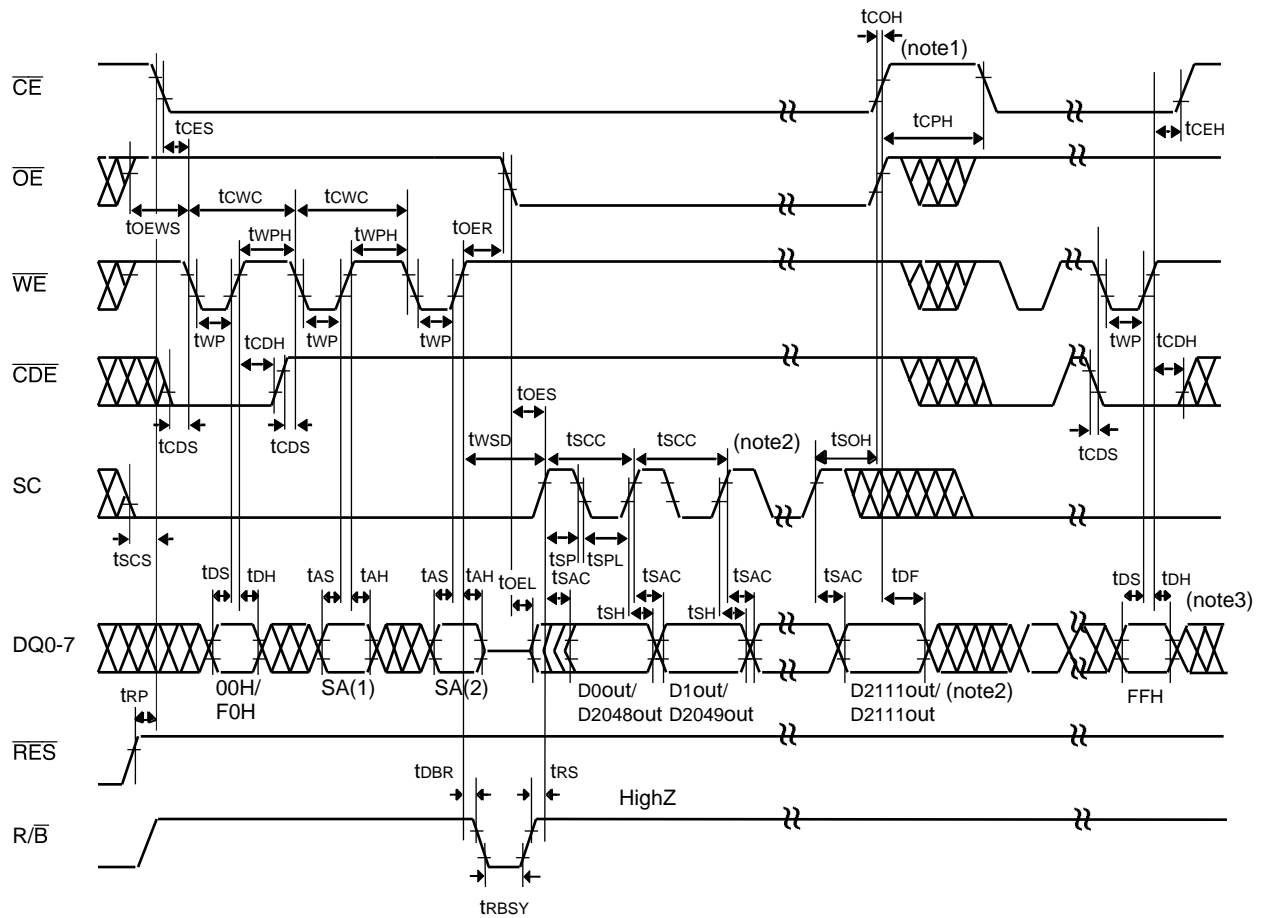 tCOH
(note1)
CE
tCES
tCPH
tCEH
OE
tCWC tCWC
tOEWS
tWPH tWPH tOER
WE
tWP tWP tWP tWP
tCDH tCDH
CDE
tOES
tCDS tCDS tCDS
tWSD tSCC tSCC (note2) tSOH
SC
tSCS
tSP tSPL
tDS tDH tAS tAH tAS tAH tOEL tSAC tSAC tSAC tSAC tDF tDS tDH (note3)
tSH tSH
DQ0-7
00H/
F0H
SA(1) SA(2)
D0out/
D2048out
D1out/
D2049out
D2111out/
D2111out
(note2)
FFH
tRP
RES
tDBR tRS
HighZ
R/B
tRBSY